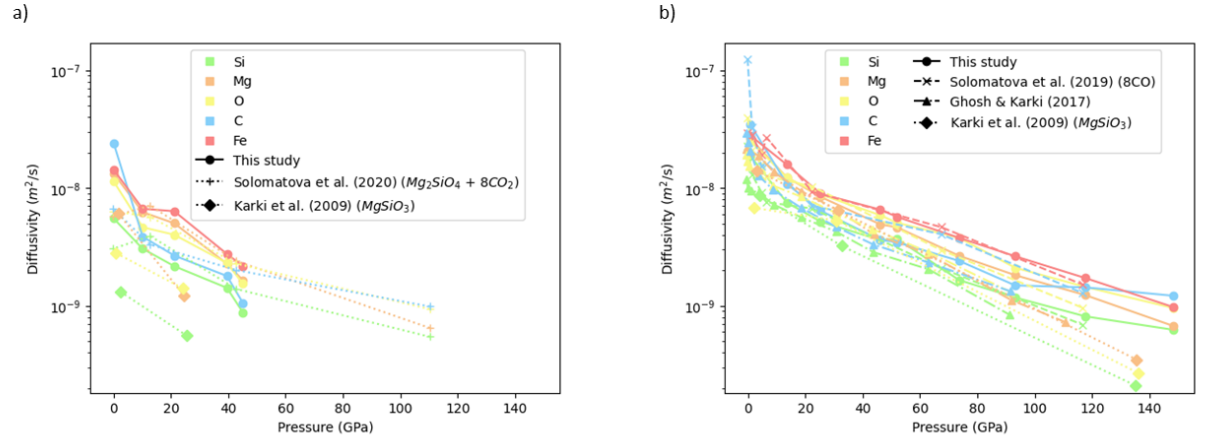 a)
10⁻⁷
10⁻⁸
10⁻⁹
Diffusivity (m²/s)
Si
Mg
O
C
Fe
This study
Solomatova et al. (2020) (Mg₂SiO₄ + 8CO₂)
Karki et al. (2009) (MgSiO₃)
0 20 40 60 80 100 120 140
Pressure (GPa)
b)
10⁻⁷
10⁻⁸
10⁻⁹
Diffusivity (m²/s)
Si
Mg
O
C
Fe
This study
Solomatova et al. (2019) (8CO)
Ghosh & Karki (2017)
Karki et al. (2009) (MgSiO₃)
0 20 40 60 80 100 120 140
Pressure (GPa)